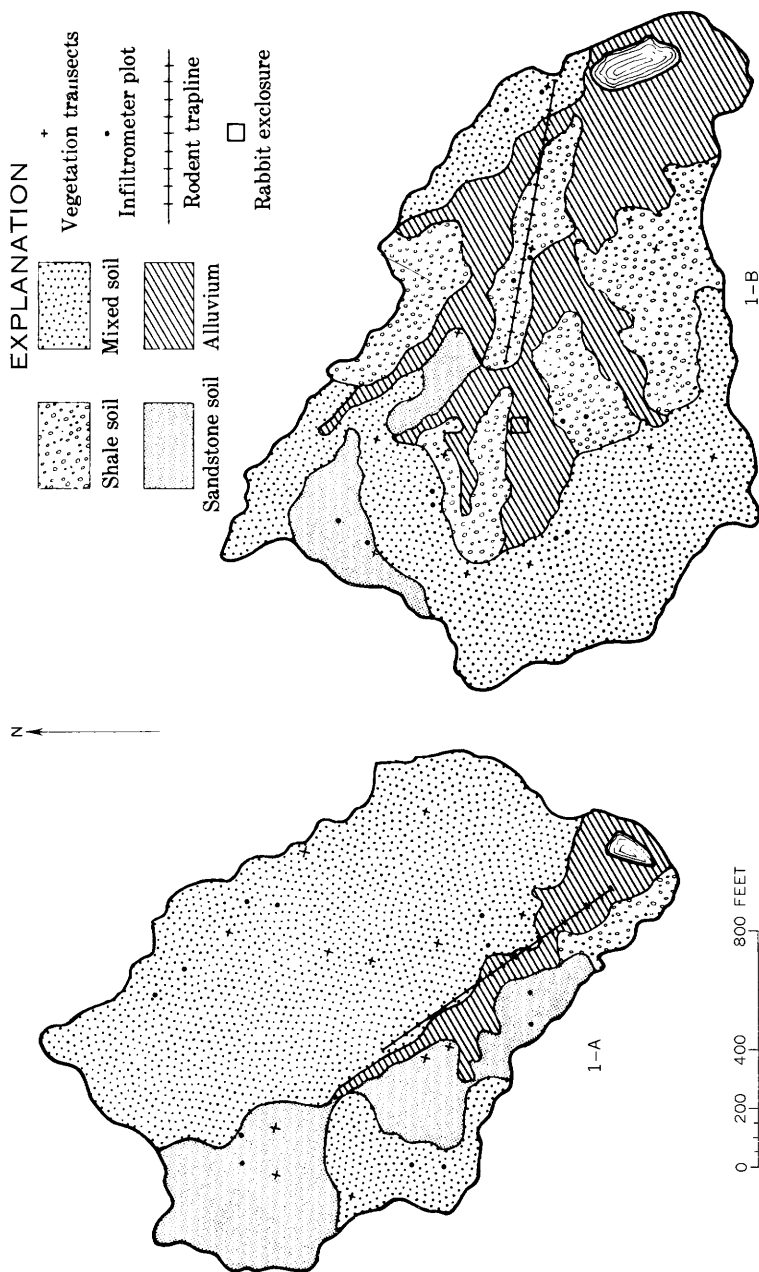 EXPLANATION
Shale soil
Mixed soil
Sandstone soil
Alluvium
Vegetation transects
Infiltrometer plot
Rodent trapline
Rabbit exclosure
N
1-A
1-B
0 200 400 800 FEET